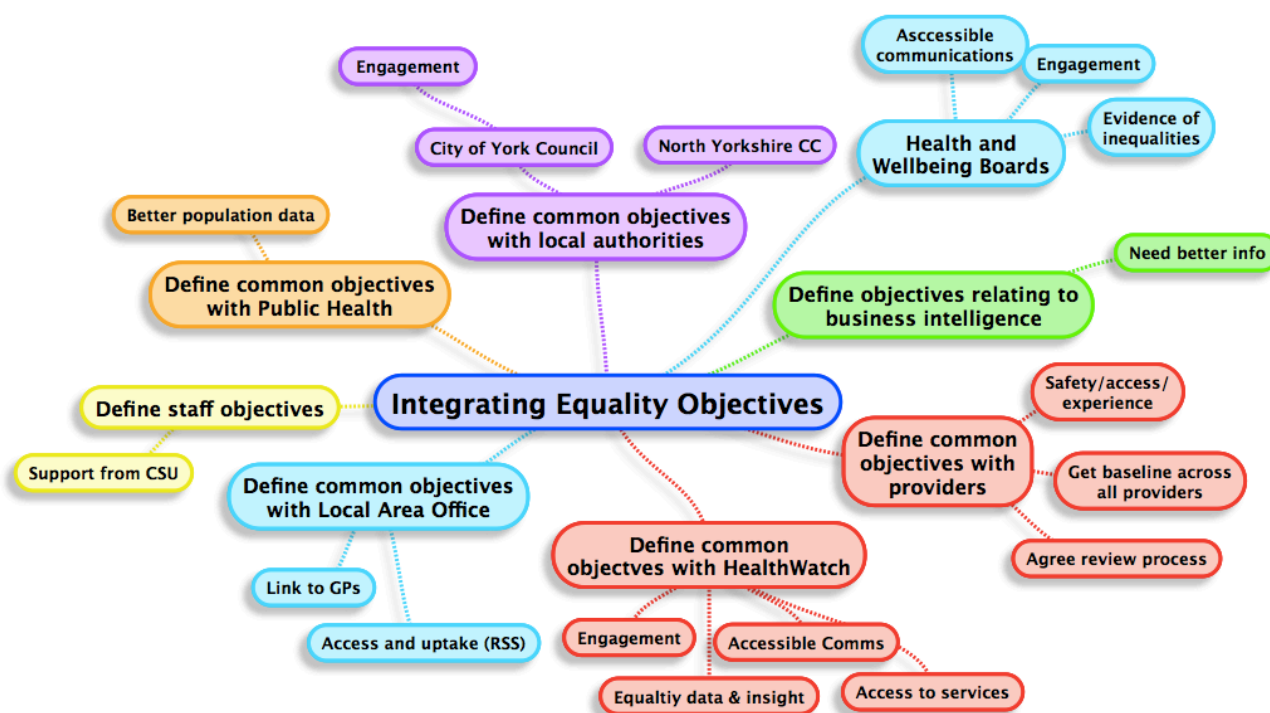 Integrating Equality Objectives
Health and
Wellbeing Boards
Asccessible
communications
Engagement
Evidence of
inequalities
Define objectives relating to
business intelligence
Need better info
Define common
objectives with
providers
Safety/access/
experience
Get baseline across
all providers
Agree review process
Define common
objectves with HealthWatch
Engagement
Equaltiy data & insight
Accessible Comms
Access to services
Define common objectives
with Local Area Office
Link to GPs
Access and uptake (RSS)
Define staff objectives
Support from CSU
Define common objectives
with Public Health
Better population data
Define common objectives
with local authorities
City of York Council
Engagement
North Yorkshire CC